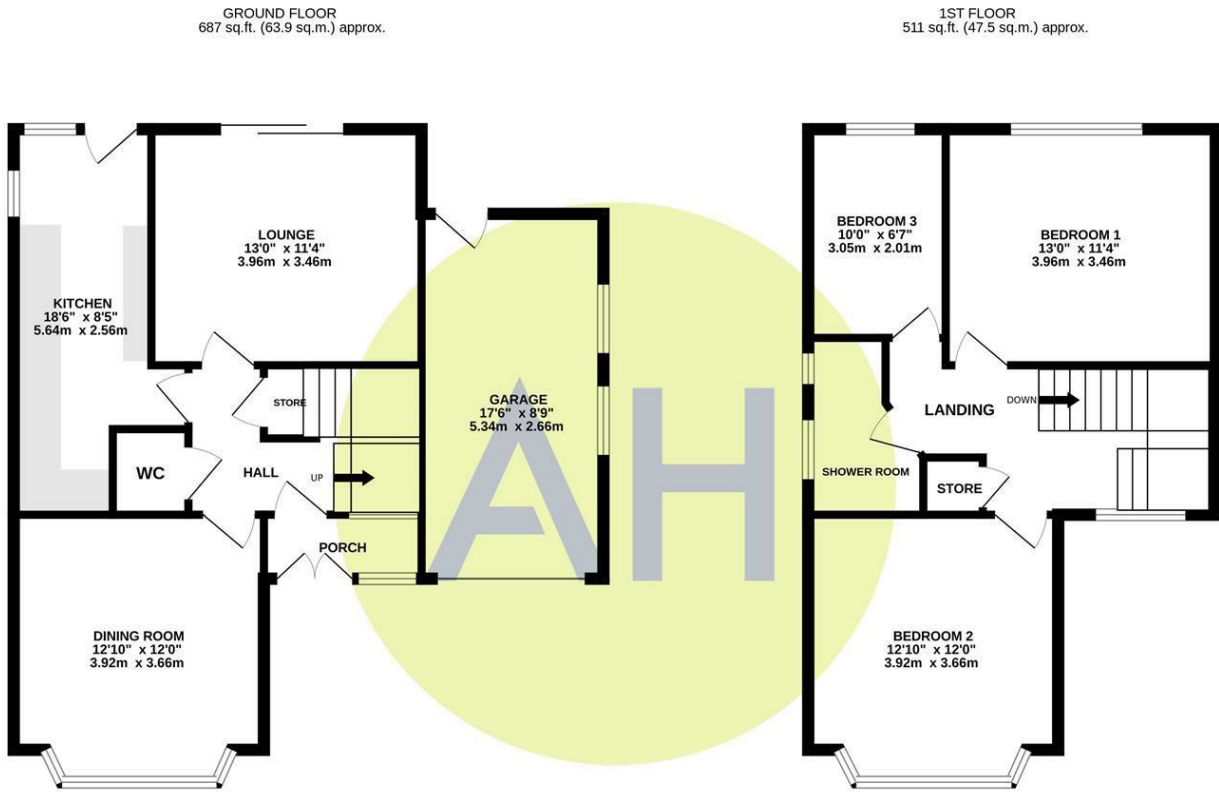 GROUND FLOOR
687 sq.ft. (63.9 sq.m.) approx.
1ST FLOOR
511 sq.ft. (47.5 sq.m.) approx.
LOUNGE
13'0" x 11'4"
3.96m x 3.46m
KITCHEN
18'6" x 8'5"
5.64m x 2.56m
STORE
GARAGE
17'6" x 8'9"
5.34m x 2.66m
WC
HALL
UP
PORCH
DINING ROOM
12'10" x 12'0"
3.92m x 3.66m
AH
BEDROOM 3
10'0" x 6'7"
3.05m x 2.01m
BEDROOM 1
13'0" x 11'4"
3.96m x 3.46m
LANDING
DOWN
SHOWER ROOM
STORE
BEDROOM 2
12'10" x 12'0"
3.92m x 3.66m